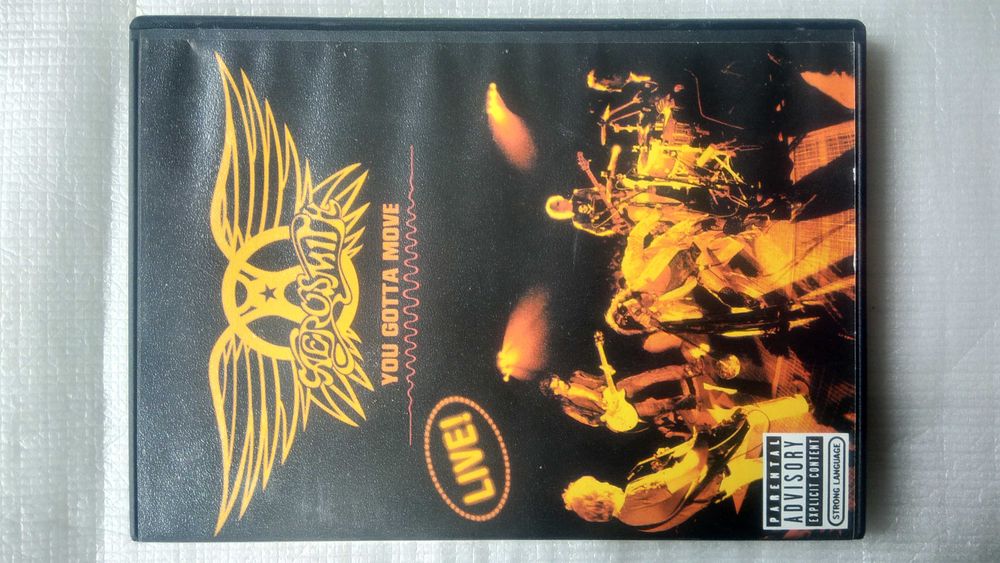 AEROSMITH
YOU GOTTA MOVE
LIVE!
PARENTAL
ADVISORY
EXPLICIT CONTENT
STRONG LANGUAGE